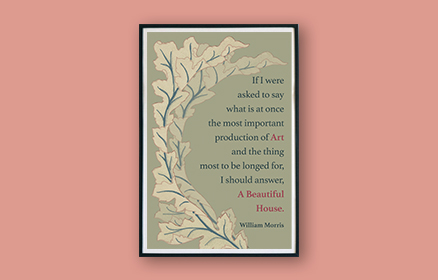 If I were
asked to say
what is at once
the most important
production of Art
and the thing
most to be longed for,
I should answer,
A Beautiful
House.
William Morris